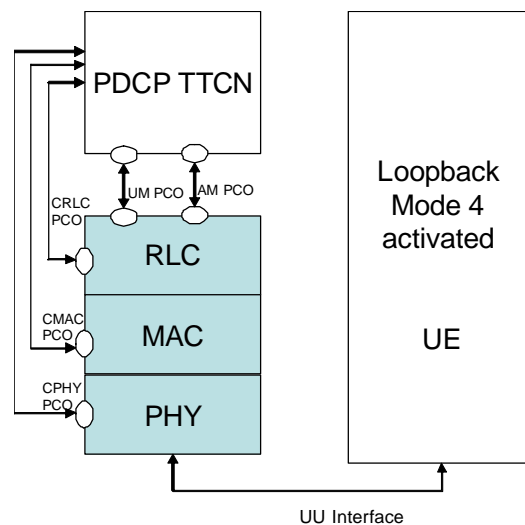 PDCP TTCN
UM PCO
AM PCO
CRLC
PCO
RLC
CMAC
PCO
MAC
CPHY
PCO
PHY
Loopback
Mode 4
activated
UE
UU Interface